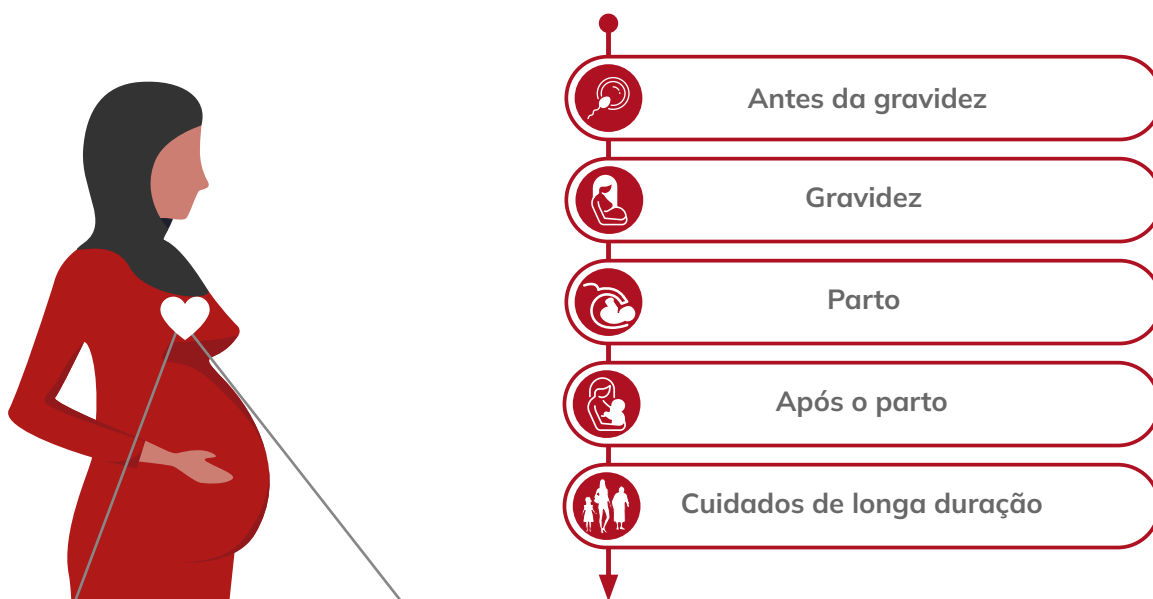 Antes da gravidez
Gravidez
Parto
Após o parto
Cuidados de longa duração